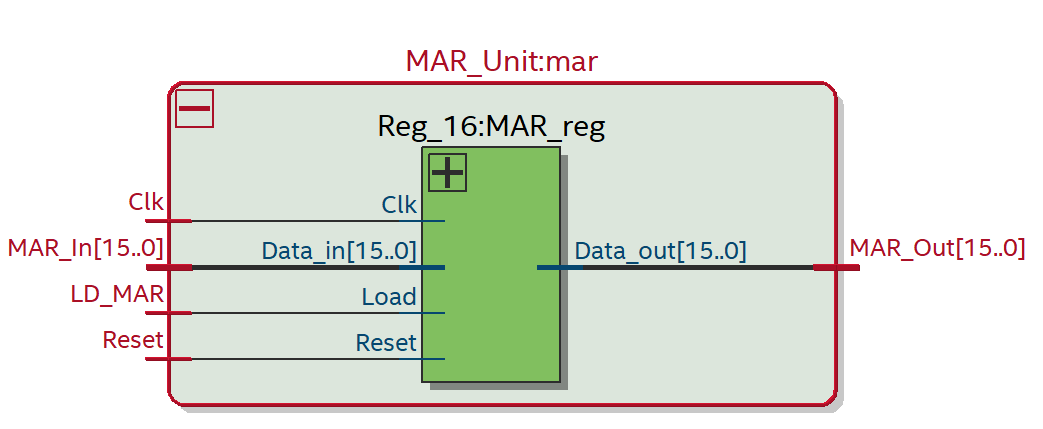 MAR_Unit:mar
Reg_16:MAR_reg
Clk
Clk
MAR_In[15..0]
Data_in[15..0]
Data_out[15..0]
MAR_Out[15..0]
LD_MAR
Load
Reset
Reset